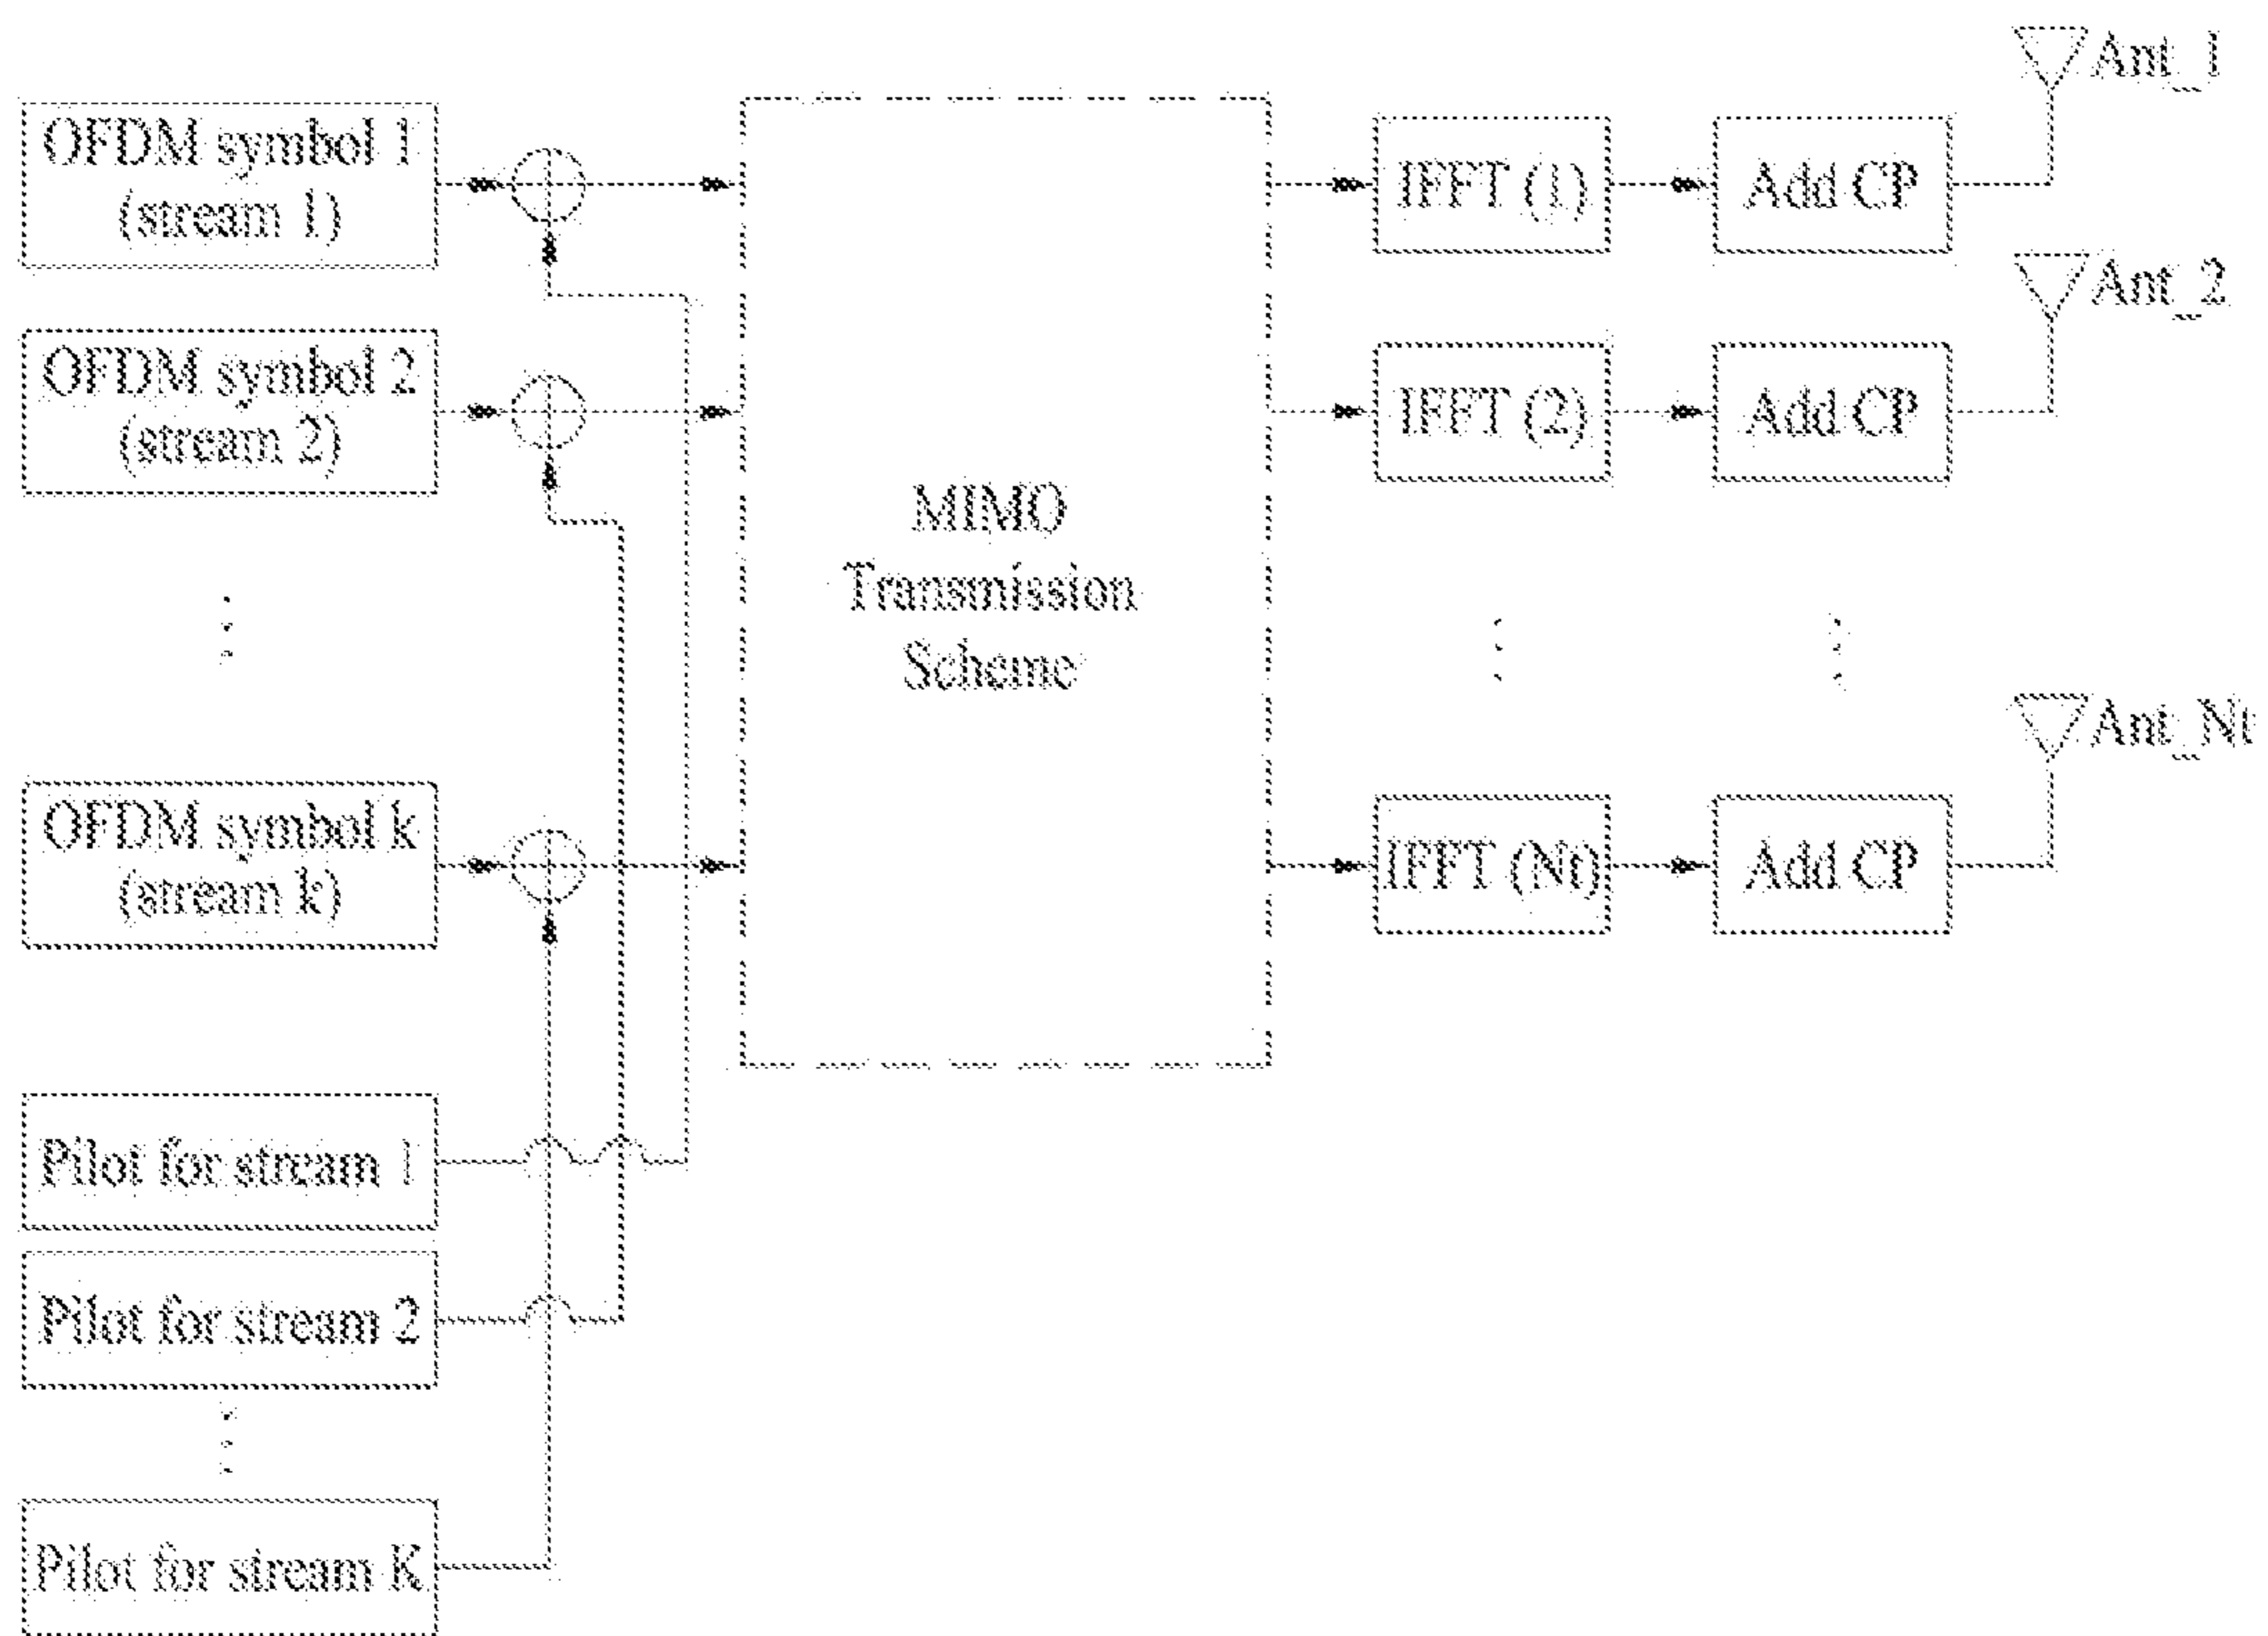 OFDM symbol 1
(stream 1)
OFDM symbol 2
(stream 2)
OFDM symbol k
(stream k)
Pilot for stream 1
Pilot for stream 2
Pilot for stream K
MIMO
Transmission
Scheme
IFFT (1)
Add CP
Ant_1
IFFT (2)
Add CP
Ant_2
IFFT (Nt)
Add CP
Ant_Nt